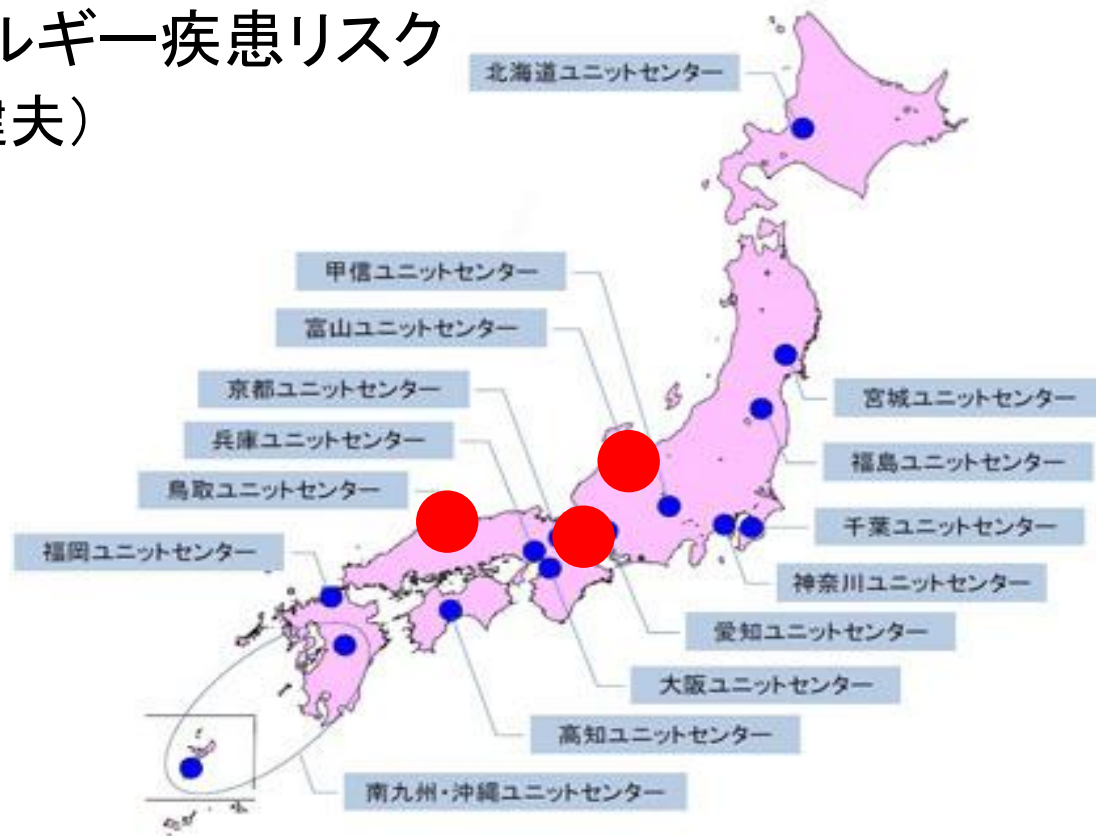 ルギー疾患リスク
健夫）
北海道ユニットセンター
甲信ユニットセンター
富山ユニットセンター
京都ユニットセンター
兵庫ユニットセンター
鳥取ユニットセンター
福岡ユニットセンター
宮城ユニットセンター
福島ユニットセンター
千葉ユニットセンター
神奈川ユニットセンター
愛知ユニットセンター
大阪ユニットセンター
高知ユニットセンター
南九州・沖縄ユニットセンター